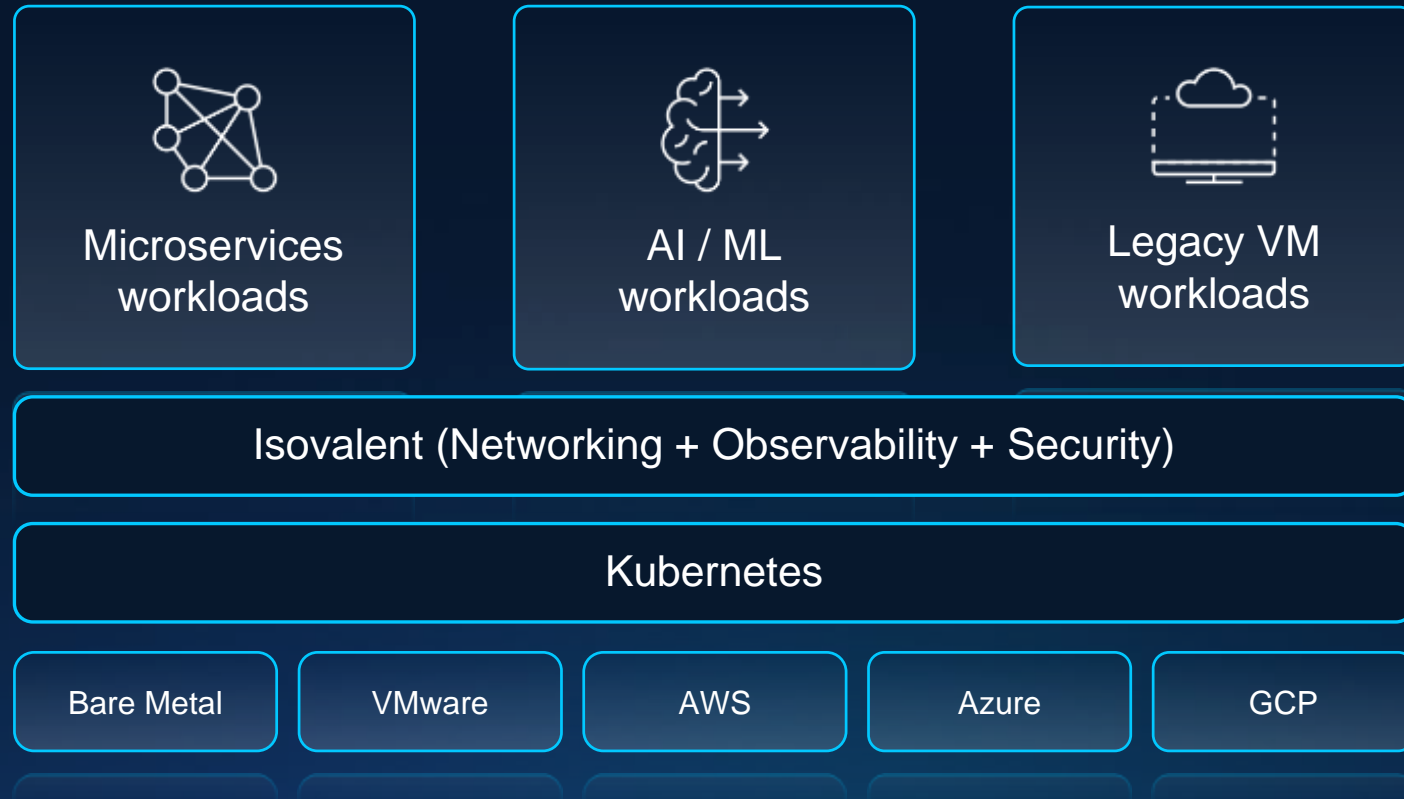 Microservices
workloads
AI / ML
workloads
Legacy VM
workloads
Isovalent (Networking + Observability + Security)
Kubernetes
Bare Metal
VMware
AWS
Azure
GCP